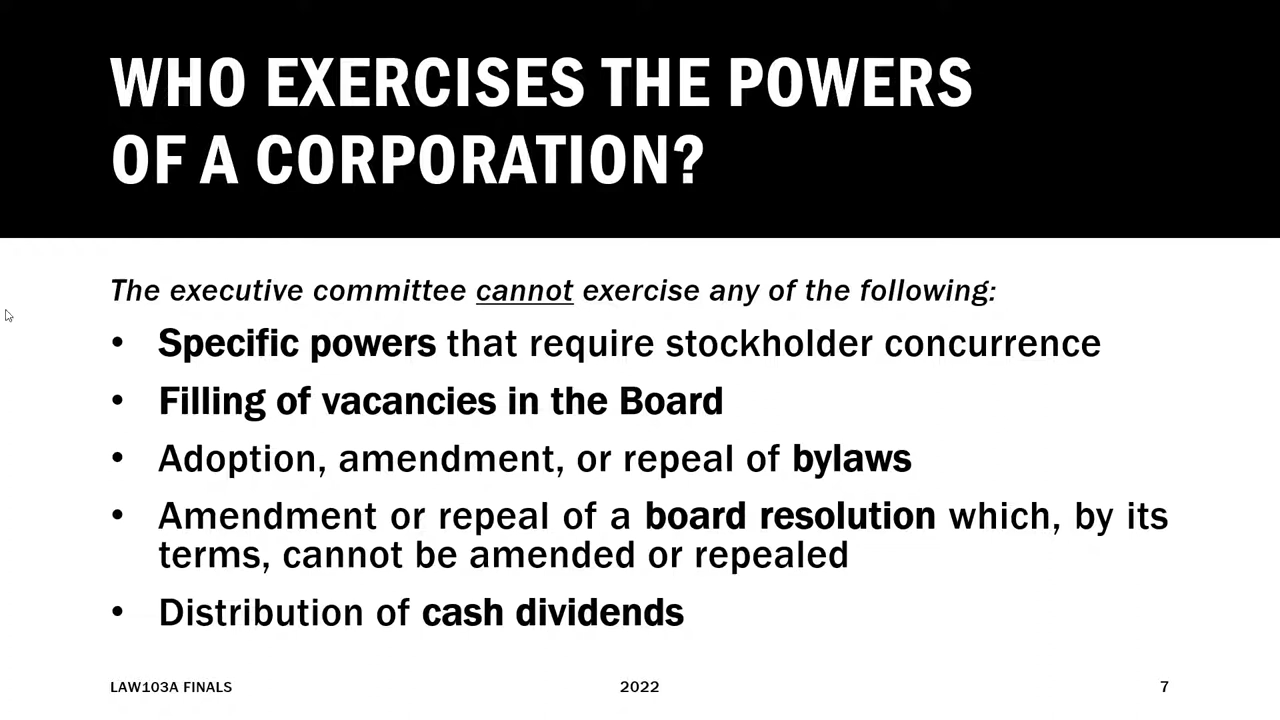 WHO EXERCISES THE POWERS
OF A CORPORATION?
The executive committee cannot exercise any of the following:
• Specific powers that require stockholder concurrence
• Filling of vacancies in the Board
• Adoption, amendment, or repeal of bylaws
• Amendment or repeal of a board resolution which, by its
terms, cannot be amended or repealed
• Distribution of cash dividends
LAW103A FINALS 2022 7